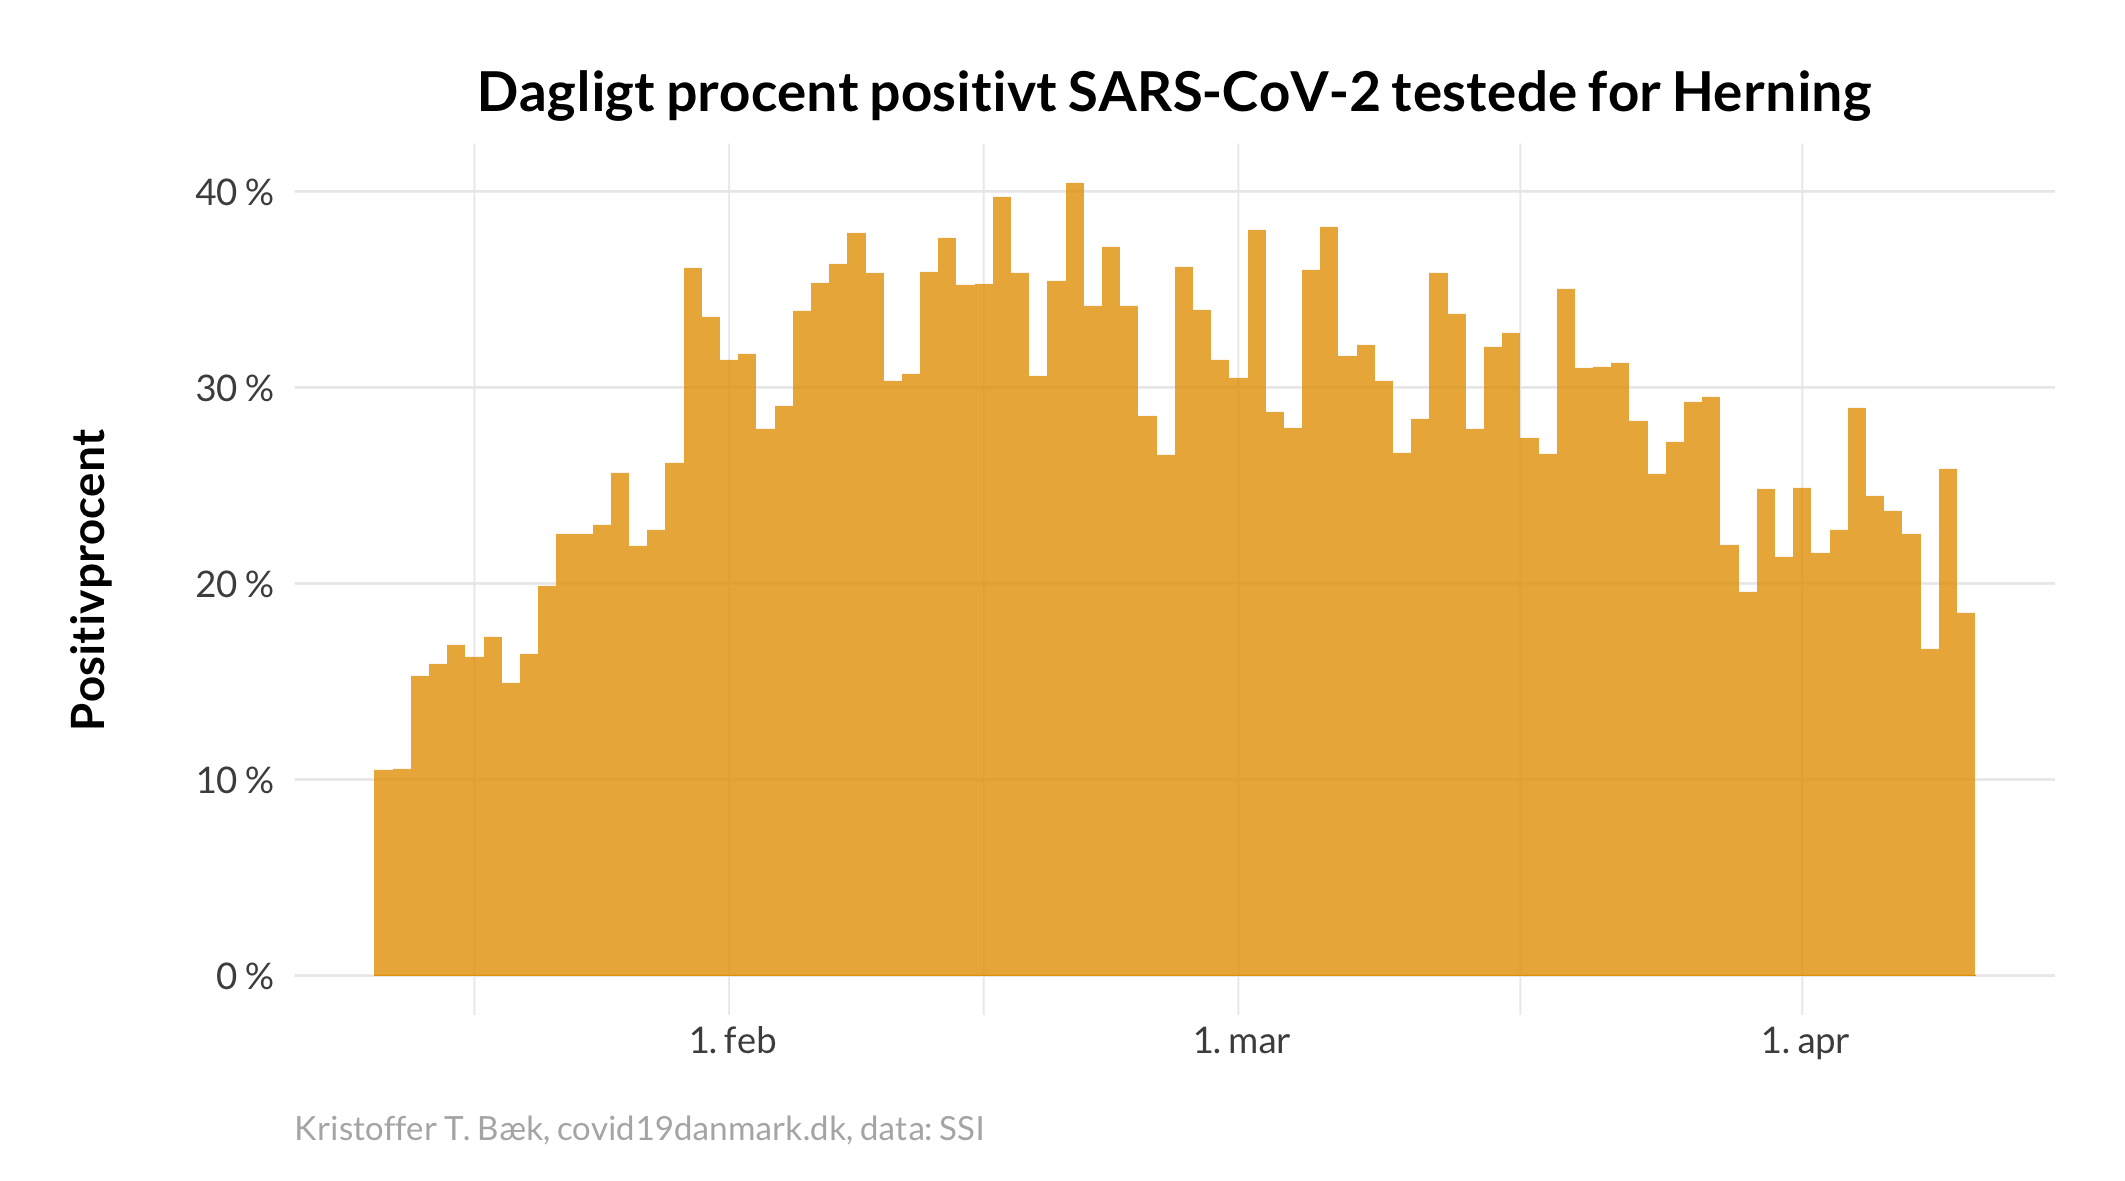 Dagligt procent positivt SARS-CoV-2 testede for Herning
Positivprocent
40 %
30 %
20 %
10 %
0 %
1. feb
1. mar
1. apr
Kristoffer T. Bæk, covid19danmark.dk, data: SSI